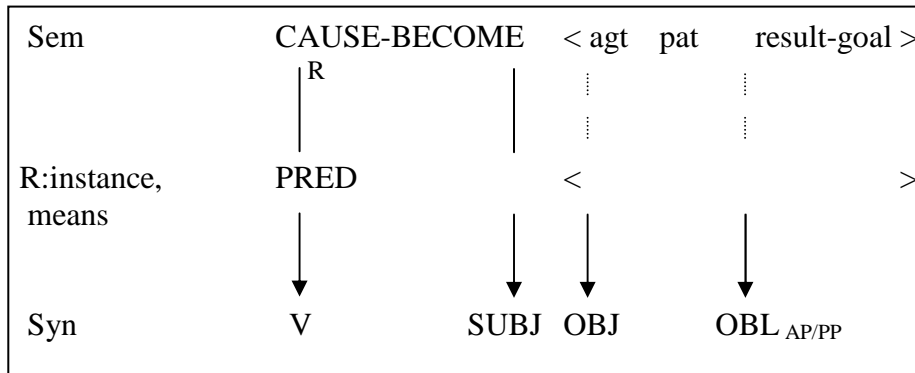 Sem CAUSE-BECOME < agt pat result-goal >
R
R:instance, PRED < >
means
Syn V SUBJ OBJ OBL AP/PP